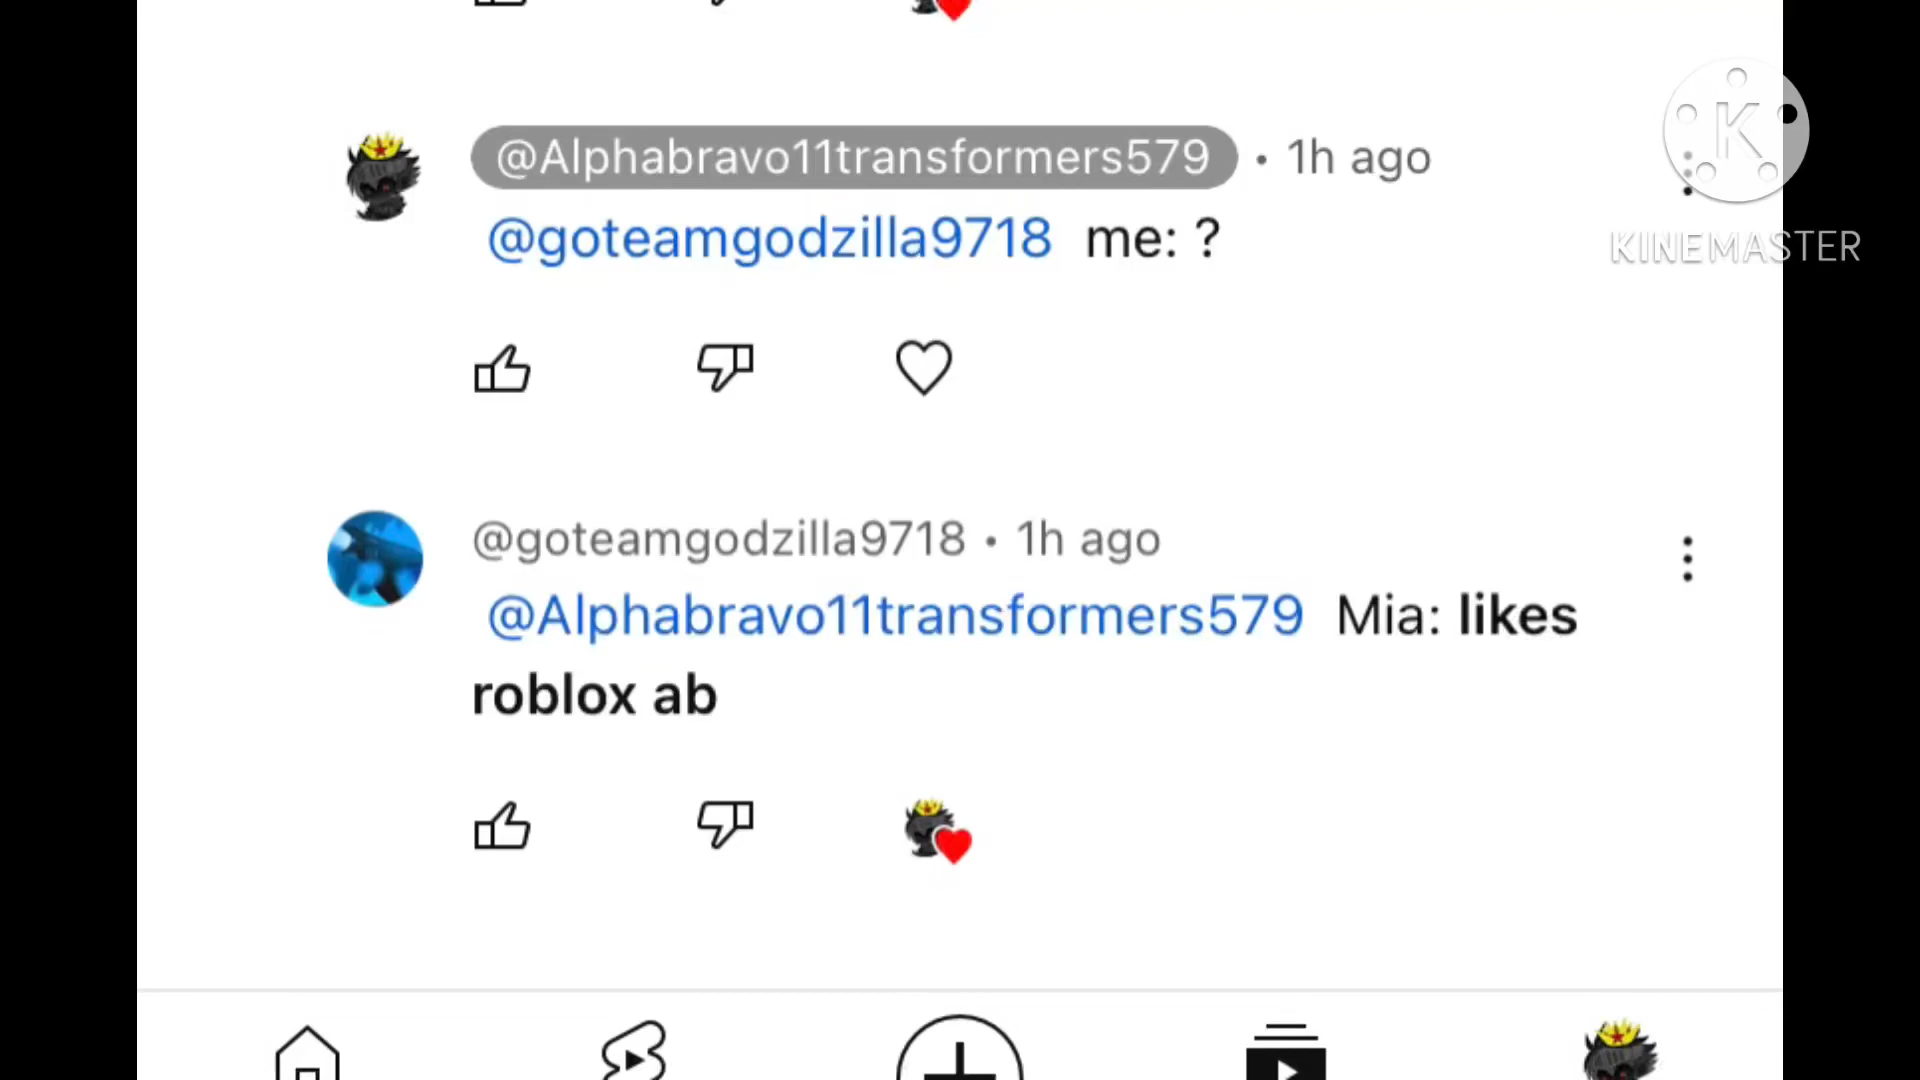 @Alphabravo11transformers579 • 1h ago
@goteamgodzilla9718 me: ?
@goteamgodzilla9718 • 1h ago
@Alphabravo11transformers579 Mia: likes
roblox ab
K
KINEMASTER